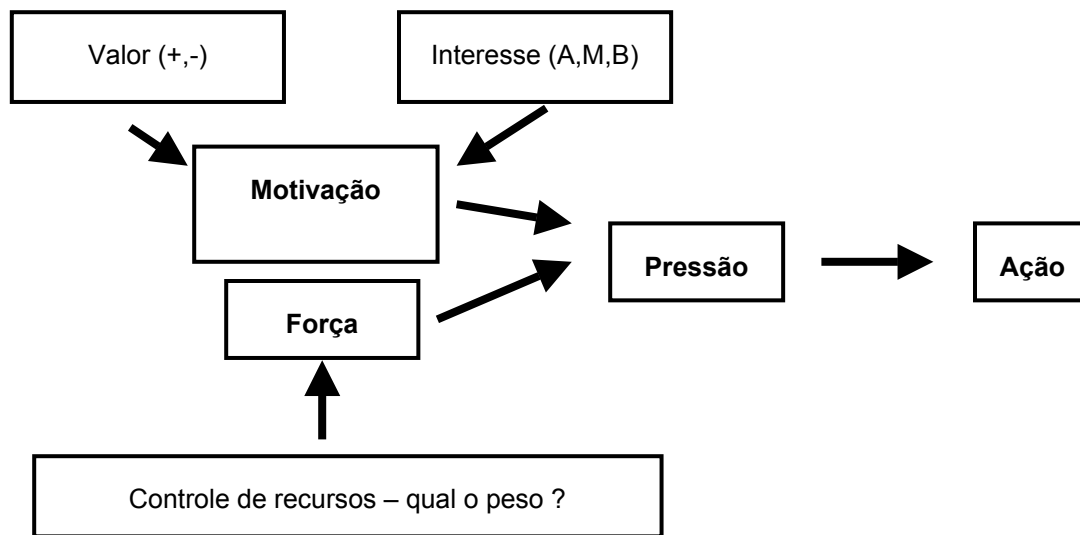 Valor (+,-)
Interesse (A,M,B)
Motivação
Pressão
Ação
Força
Controle de recursos – qual o peso ?